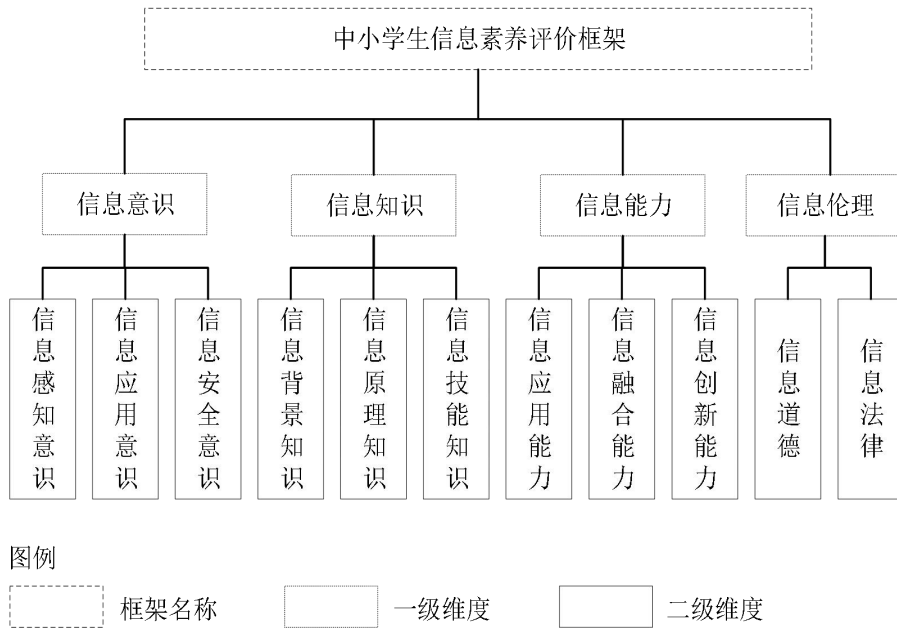 中小学生信息素养评价框架
信息意识
信息知识
信息能力
信息伦理
信息感知意识
信息应用意识
信息安全意识
信息背景知识
信息原理知识
信息技能知识
信息应用能力
信息融合能力
信息创新能力
信息道德
信息法律
图例
框架名称
一级维度
二级维度